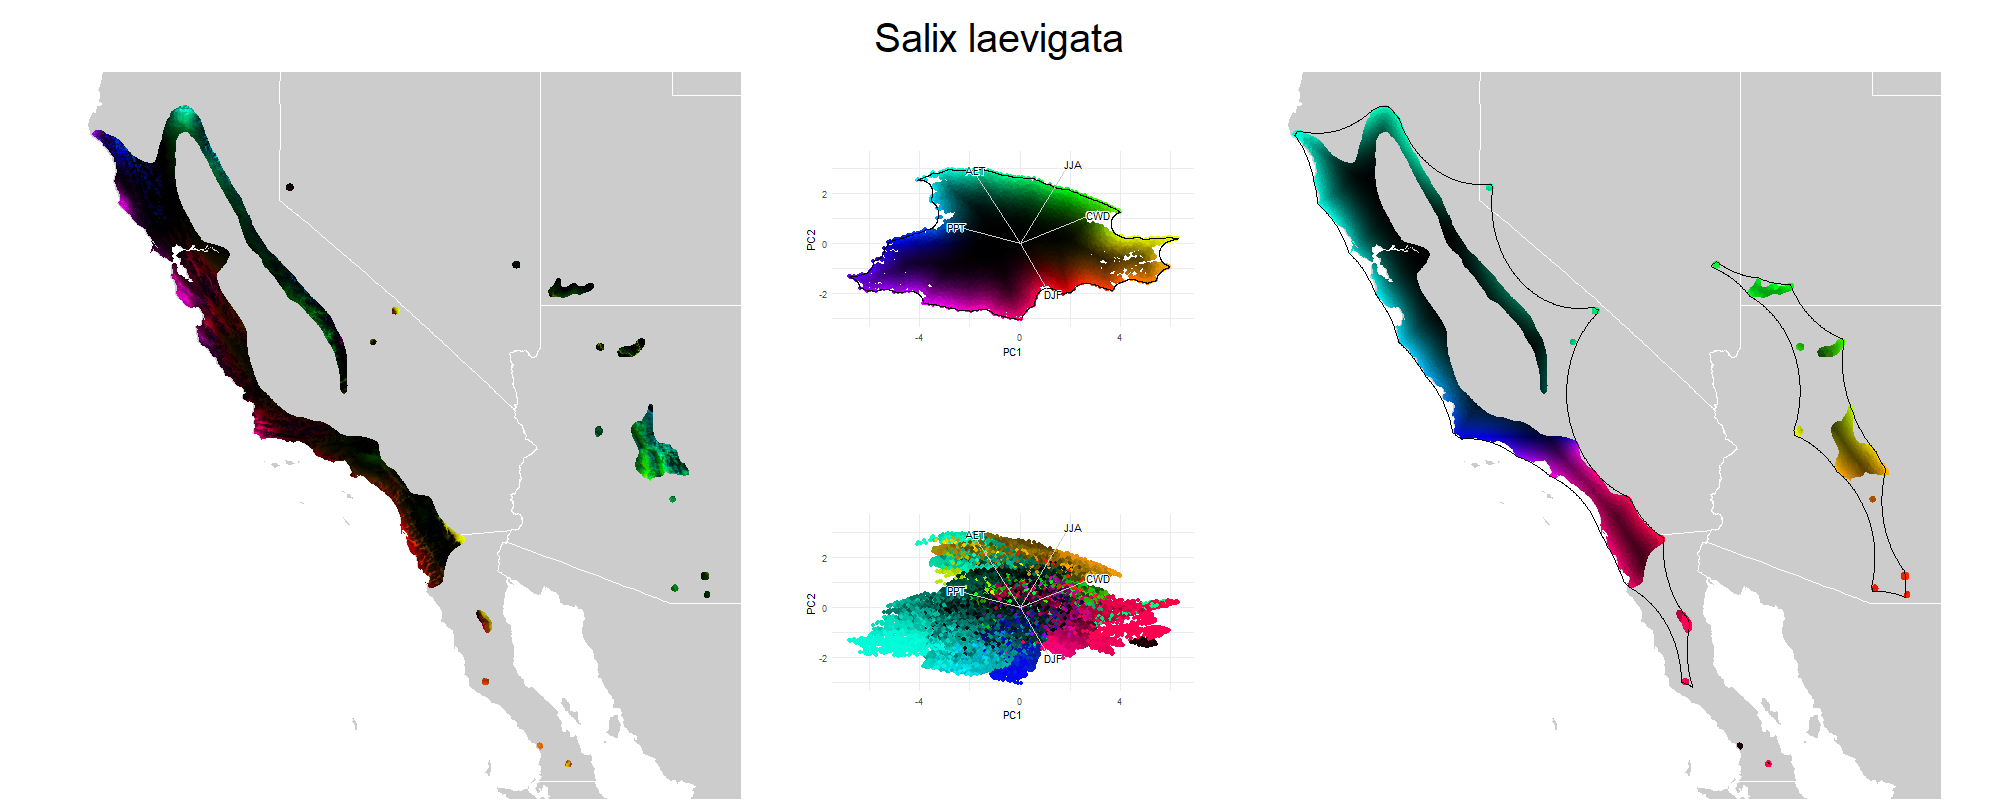 Salix laevigata
AET
JJA
2
CWD
PPT
PC2
0
-2
DJF
-4
0
4
PC1
AET
JJA
2
CWD
PPT
PC2
0
-2
DJF
-4
0
4
PC1